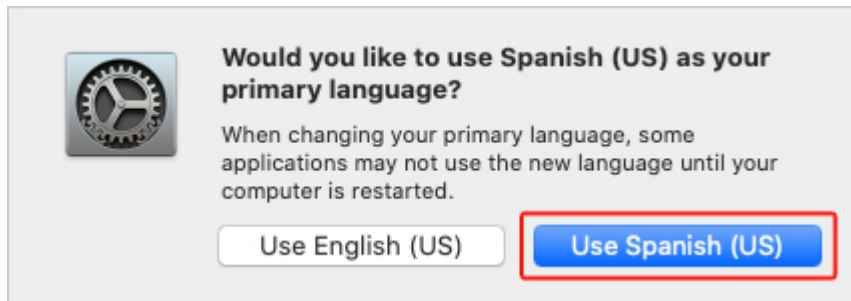 Would you like to use Spanish (US) as your
primary language?
When changing your primary language, some
applications may not use the new language until your
computer is restarted.
Use English (US)
Use Spanish (US)